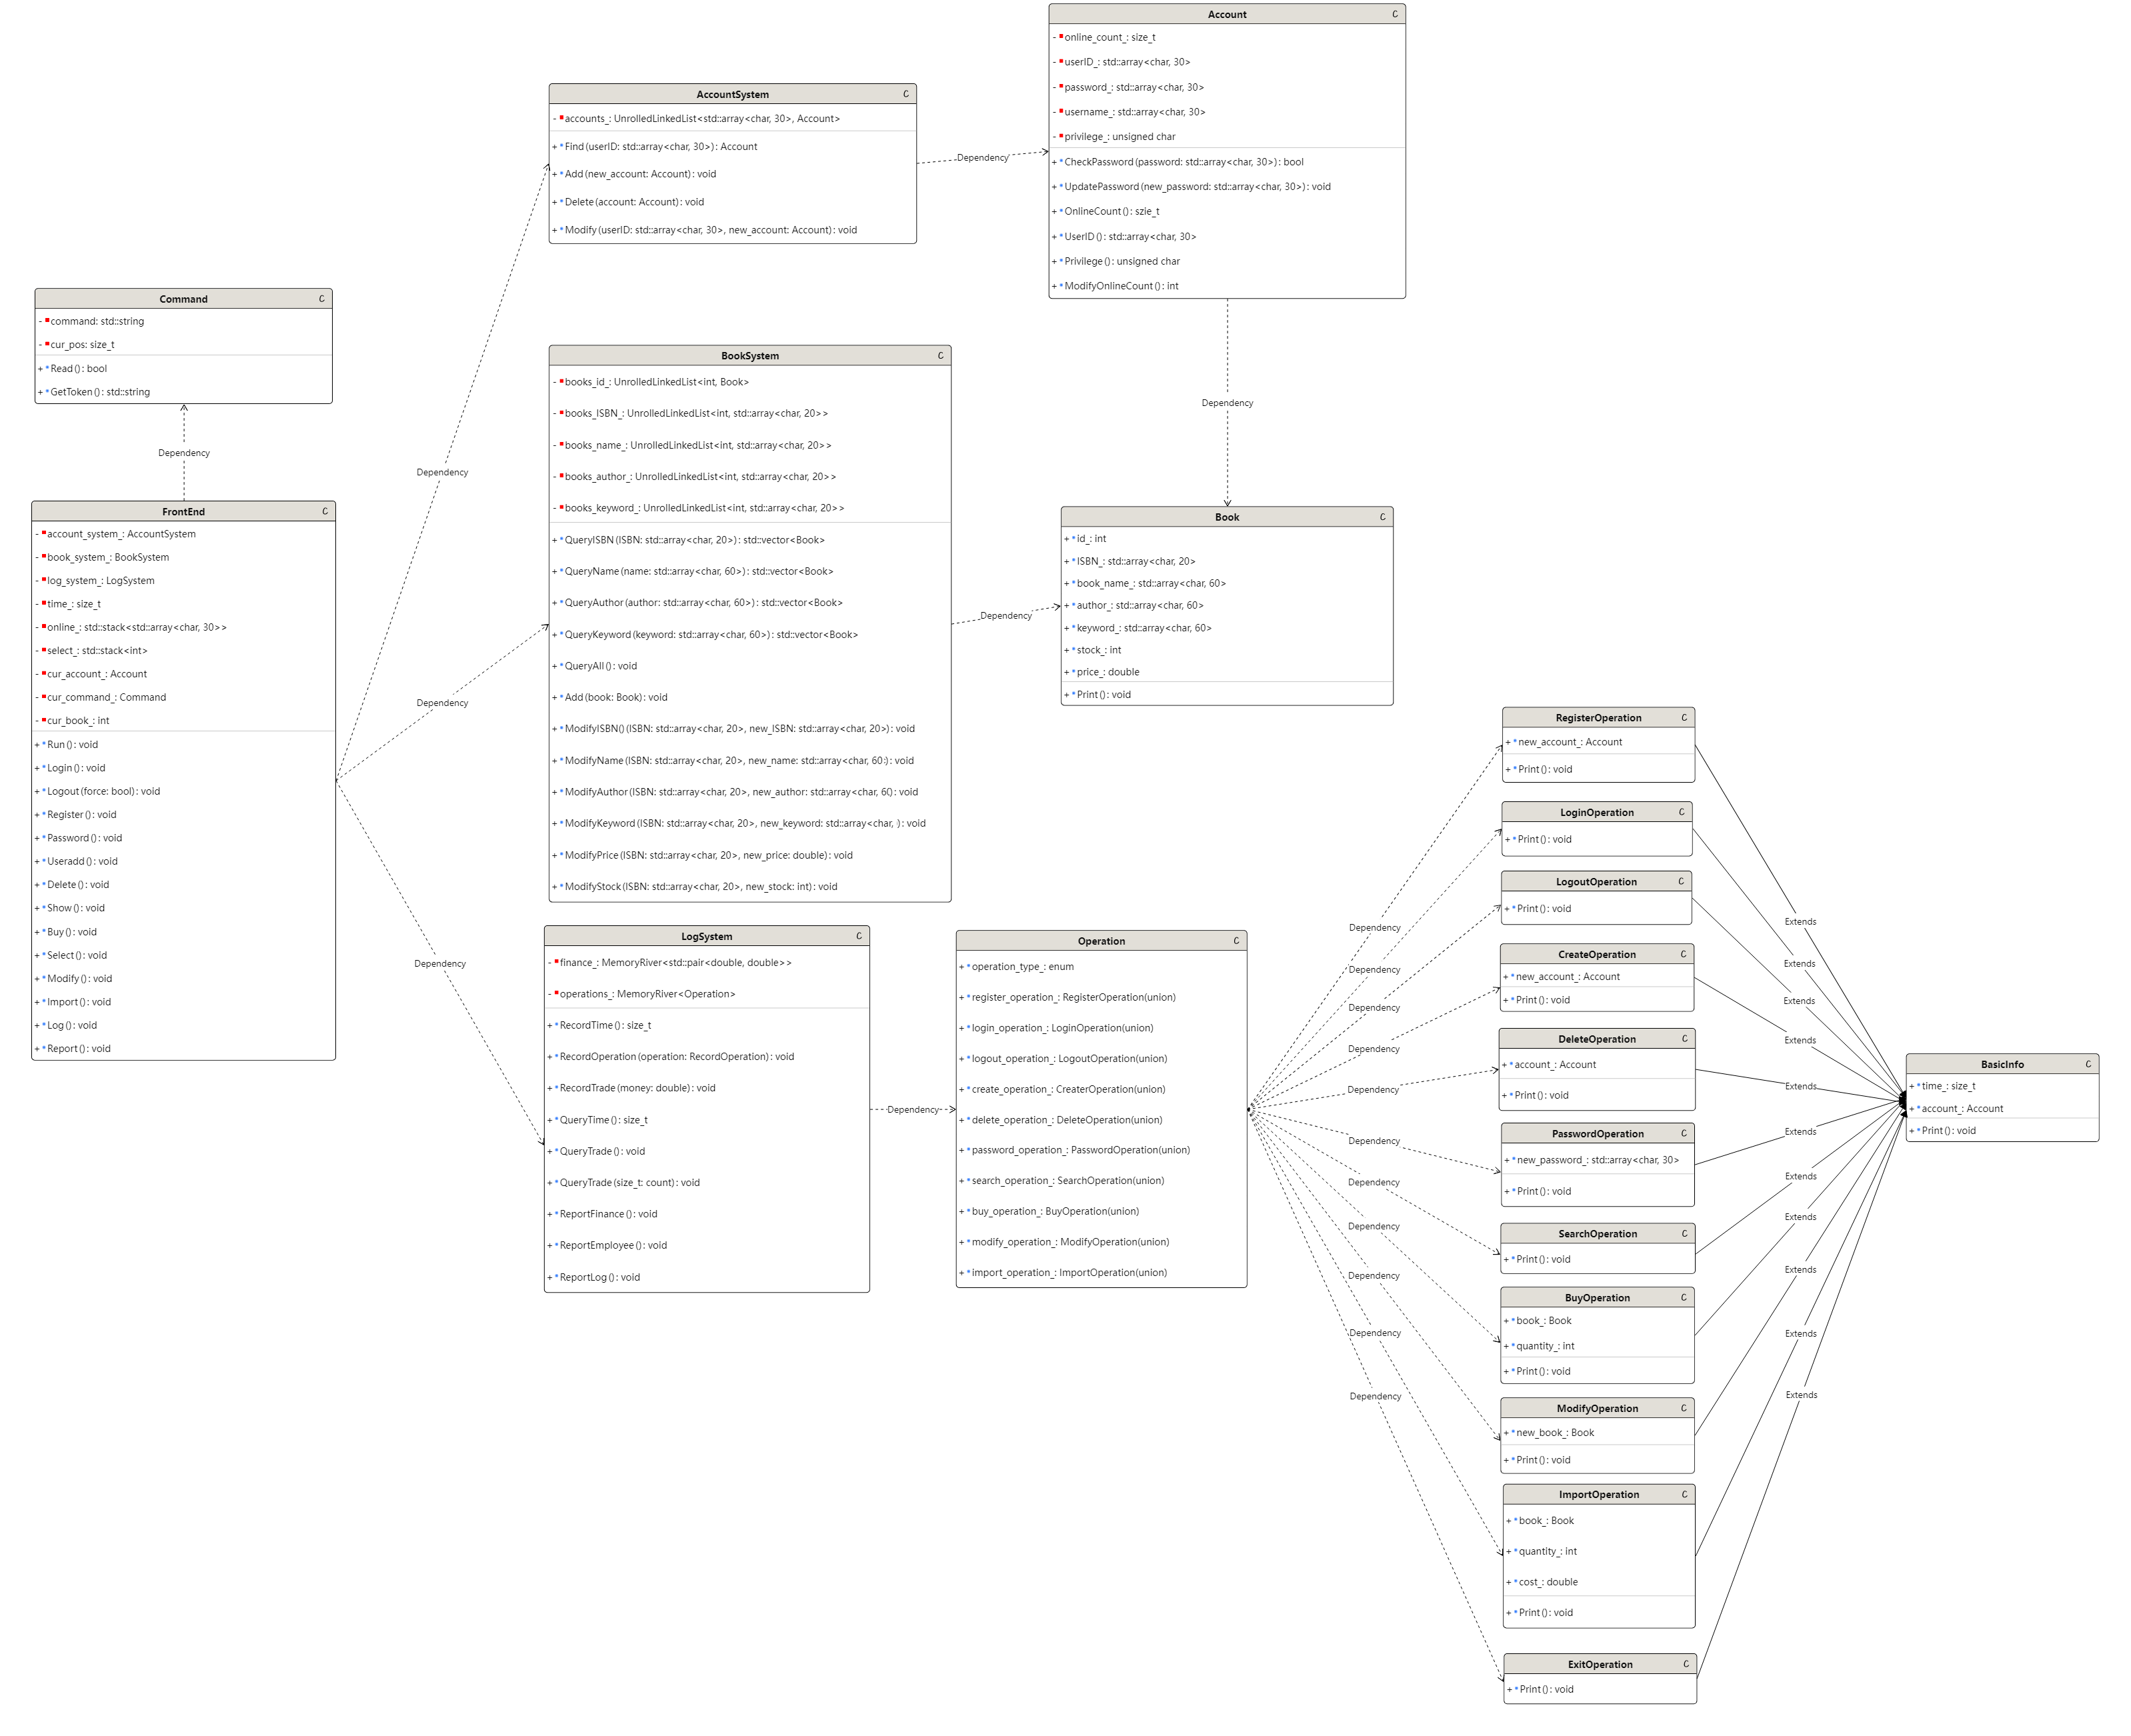 Account C
- online_count_: size_t
- userID_: std::array<char, 30>
- password_: std::array<char, 30>
- username_: std::array<char, 30>
- privilege_: unsigned char
+ CheckPassword(password: std::array<char, 30>): bool
+ UpdatePassword(new_password: std::array<char, 30>): void
+ OnlineCount(): szie_t
+ UserID(): std::array<char, 30>
+ Privilege(): unsigned char
+ ModifyOnlineCount(): int
AccountSystem C
- accounts_: UnrolledLinkedList<std::array<char, 30>, Account>
+ Find(userID: std::array<char, 30>): Account
+ Add(new_account: Account): void
+ Delete(account: Account): void
+ Modify(userID: std::array<char, 30>, new_account: Account): void
Dependency
Command C
- command: std::string
- cur_pos: size_t
+ Read(): bool
+ GetToken(): std::string
Dependency
BookSystem C
- books_id_: UnrolledLinkedList<int, Book>
- books_ISBN_: UnrolledLinkedList<int, std::array<char, 20>>
- books_name_: UnrolledLinkedList<int, std::array<char, 20>>
- books_author_: UnrolledLinkedList<int, std::array<char, 20>>
- books_keyword_: UnrolledLinkedList<int, std::array<char, 20>>
+ QueryISBN(ISBN: std::array<char, 20>): std::vector<Book>
+ QueryName(name: std::array<char, 60>): std::vector<Book>
+ QueryAuthor(author: std::array<char, 60>): std::vector<Book>
+ QueryKeyword(keyword: std::array<char, 60>): std::vector<Book>
+ QueryAll(): void
+ Add(book: Book): void
+ ModifyISBN()(ISBN: std::array<char, 20>, new_ISBN: std::array<char, 20>): void
+ ModifyName(ISBN: std::array<char, 20>, new_name: std::array<char, 60:): void
+ ModifyAuthor(ISBN: std::array<char, 20>, new_author: std::array<char, 6(): void
+ ModifyKeyword(ISBN: std::array<char, 20>, new_keyword: std::array<char, ): void
+ ModifyPrice(ISBN: std::array<char, 20>, new_price: double): void
+ ModifyStock(ISBN: std::array<char, 20>, new_stock: int): void
Dependency
Dependency
Dependency
Dependency
Dependency
FrontEnd C
- account_system_: AccountSystem
- book_system_: BookSystem
- log_system_: LogSystem
- time_: size_t
- online_: std::stack<std::array<char, 30>>
- select_: std::stack<int>
- cur_account_: Account
- cur_command_: Command
- cur_book_: int
+ Run(): void
+ Login(): void
+ Logout(force: bool): void
+ Register(): void
+ Password(): void
+ Useradd(): void
+ Delete(): void
+ Show(): void
+ Buy(): void
+ Select(): void
+ Modify(): void
+ Import(): void
+ Log(): void
+ Report(): void
Book C
+ id_: int
+ ISBN_: std::array<char, 20>
+ book_name_: std::array<char, 60>
+ author_: std::array<char, 60>
+ keyword_: std::array<char, 60>
+ stock_: int
+ price_: double
+ Print(): void
LogSystem C
- finance_: MemoryRiver<std::pair<double, double>>
- operations_: MemoryRiver<Operation>
+ RecordTime(): size_t
+ RecordOperation(operation: RecordOperation): void
+ RecordTrade(money: double): void
+ QueryTime(): size_t
+ QueryTrade(): void
+ QueryTrade(size_t: count): void
+ ReportFinance(): void
+ ReportEmployee(): void
+ ReportLog(): void
Dependency
Operation C
+ operation_type_: enum
+ register_operation_: RegisterOperation(union)
+ login_operation_: LoginOperation(union)
+ logout_operation_: LogoutOperation(union)
+ create_operation_: CreaterOperation(union)
+ delete_operation_: DeleteOperation(union)
+ password_operation_: PasswordOperation(union)
+ search_operation_: SearchOperation(union)
+ buy_operation_: BuyOperation(union)
+ modify_operation_: ModifyOperation(union)
+ import_operation_: ImportOperation(union)
Dependency
Dependency
Dependency
Dependency
Dependency
Dependency
Dependency
Dependency
Dependency
Dependency
Dependency
RegisterOperation C
+ new_account_: Account
+ Print(): void
LoginOperation C
+ Print(): void
LogoutOperation C
+ Print(): void
CreateOperation C
+ new_account_: Account
+ Print(): void
DeleteOperation C
+ account_: Account
+ Print(): void
PasswordOperation C
+ new_password_: std::array<char, 30>
+ Print(): void
SearchOperation C
+ Print(): void
BuyOperation C
+ book_: Book
+ quantity_: int
+ Print(): void
ModifyOperation C
+ new_book_: Book
+ Print(): void
ImportOperation C
+ book_: Book
+ quantity_: int
+ cost_: double
+ Print(): void
ExitOperation C
+ Print(): void
Extends
Extends
Extends
Extends
Extends
Extends
Extends
Extends
Extends
Extends
Extends
BasicInfo C
+ time_: size_t
+ account_: Account
+ Print(): void